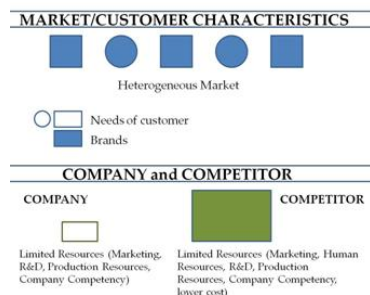 MARKET/CUSTOMER CHARACTERISTICS
Heterogeneous Market
Needs of customer
Brands
COMPANY and COMPETITOR
COMPANY
COMPETITOR
Limited Resources (Marketing,
R&D, Production Resources,
Company Competency)
Limited Resources (Marketing, Human
Resources, R&D, Production
Resources, Company Competency,
lower cost)